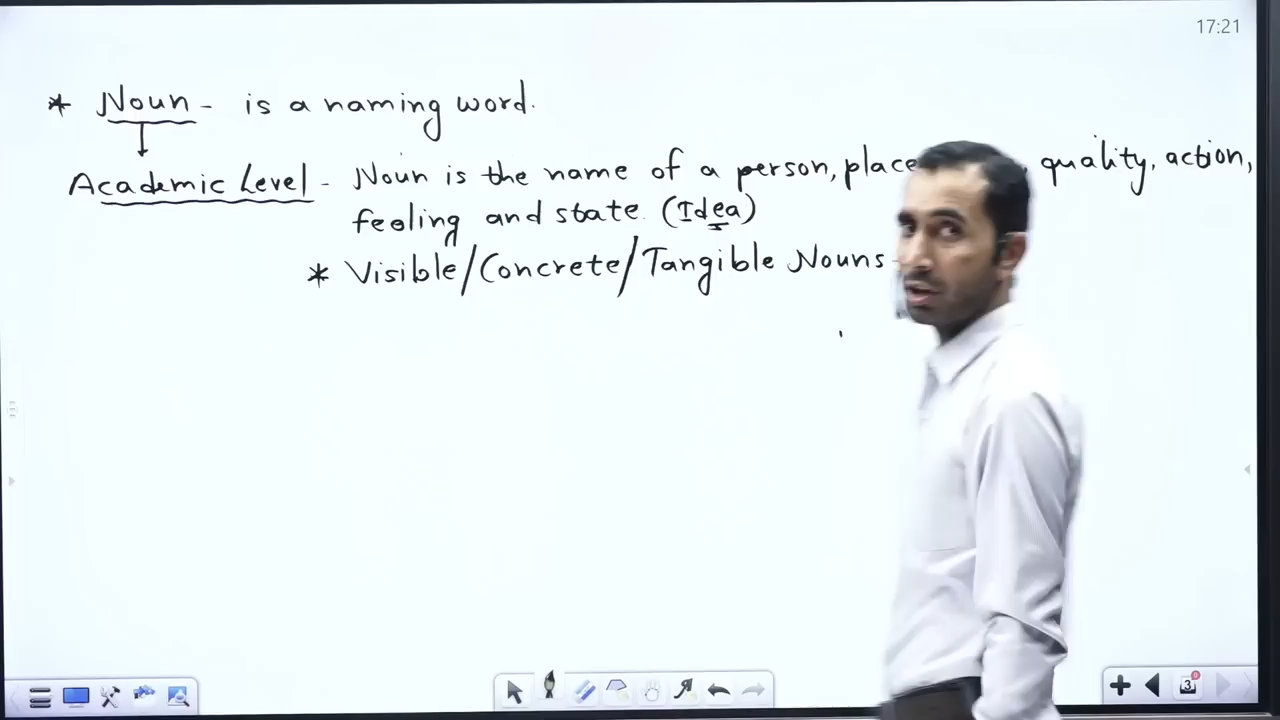 17:21
* Noun - is a naming word.
Academic Level - Noun is the name of a person, place quality, action,
feeling and state. (Idea)
* Visible/Concrete/Tangible Nouns
3